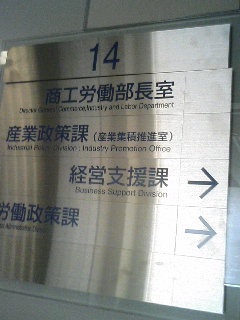 14
商工労働部長室
Director General, Commerce, Industry and Labor Department
産業政策課(産業集積推進室)
Industrial Policy Division : Industry Promotion Office
経営支援課 →
Business Support Division
労働政策課 →
Division